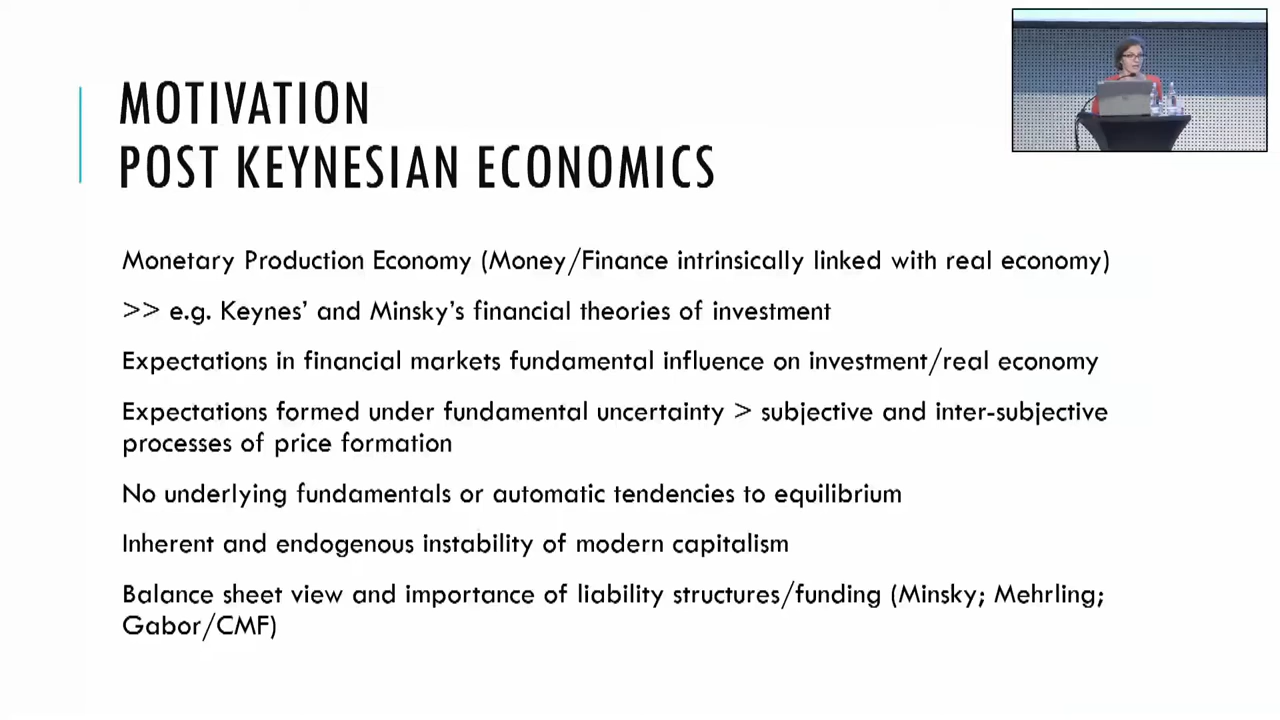 MOTIVATION
POST KEYNESIAN ECONOMICS
Monetary Production Economy (Money/Finance intrinsically linked with real economy)
>> e.g. Keynes’ and Minsky’s financial theories of investment
Expectations in financial markets fundamental influence on investment/real economy
Expectations formed under fundamental uncertainty > subjective and inter-subjective
processes of price formation
No underlying fundamentals or automatic tendencies to equilibrium
Inherent and endogenous instability of modern capitalism
Balance sheet view and importance of liability structures/funding (Minsky; Mehrling;
Gabor/CMF)